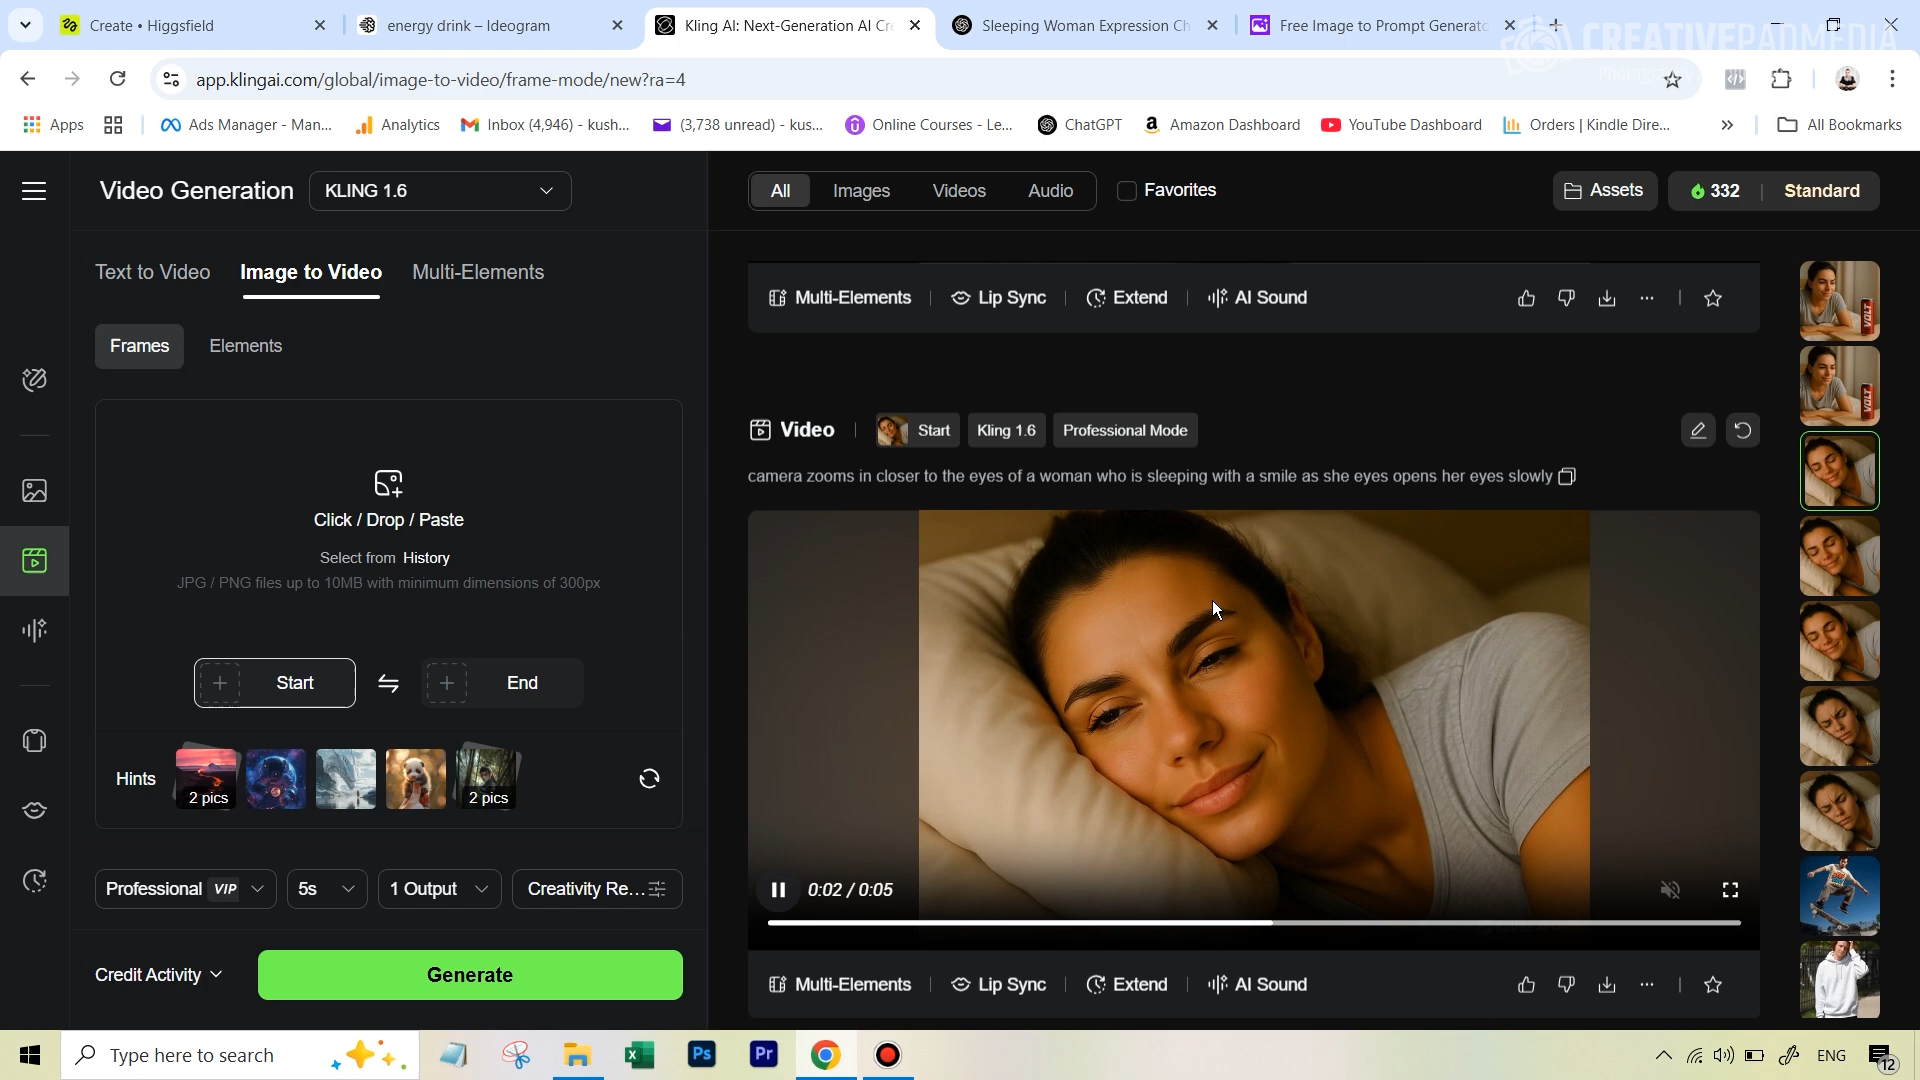 Create • Higgsfield
energy drink – Ideogram
Kling AI: Next-Generation AI Cr
Sleeping Woman Expression Ch
Free Image to Prompt Generato
CREATIVEPADMEDIA
app.klingai.com/global/image-to-video/frame-mode/new?ra=4
Apps
Ads Manager - Man...
Analytics
Inbox (4,946) - kush...
(3,738 unread) - kus...
Online Courses - Le...
ChatGPT
Amazon Dashboard
YouTube Dashboard
Orders | Kindle Dire...
All Bookmarks
Video Generation
KLING 1.6
All
Images
Videos
Audio
Favorites
Assets
332
Standard
Text to Video
Image to Video
Multi-Elements
Frames
Elements
Multi-Elements
Lip Sync
Extend
AI Sound
Video
Start
Kling 1.6
Professional Mode
camera zooms in closer to the eyes of a woman who is sleeping with a smile as she eyes opens her eyes slowly
Click / Drop / Paste
Select from History
JPG / PNG files up to 10MB with minimum dimensions of 300px
Start
End
Hints
2 pics
2 pics
VOLT
VOLT
0:02 / 0:05
Professional VIP
5s
1 Output
Creativity Re...
Credit Activity
Generate
Multi-Elements
Lip Sync
Extend
AI Sound
Type here to search
Ps
Pr
ENG
12